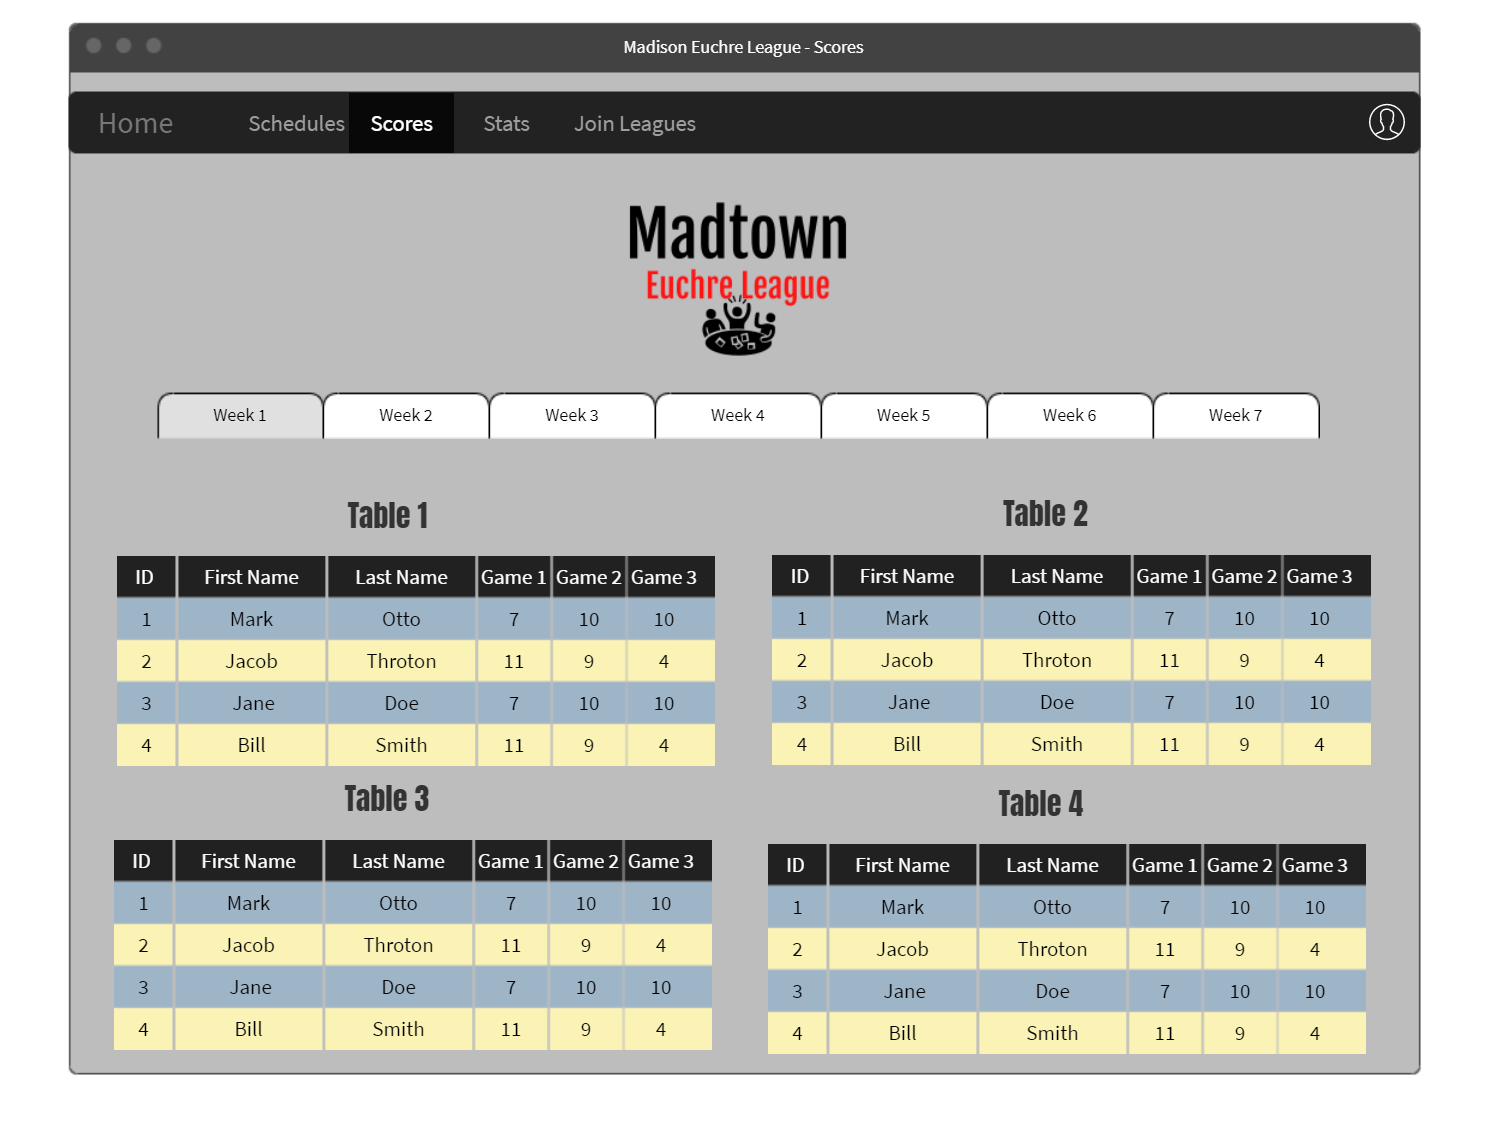 Madison Euchre League - Scores
Home Schedules Scores Stats Join Leagues
Madtown
Euchre League
Week 1 Week 2 Week 3 Week 4 Week 5 Week 6 Week 7
Table 1
ID First Name Last Name Game 1 Game 2 Game 3
1 Mark Otto 7 10 10
2 Jacob Throton 11 9 4
3 Jane Doe 7 10 10
4 Bill Smith 11 9 4
Table 2
ID First Name Last Name Game 1 Game 2 Game 3
1 Mark Otto 7 10 10
2 Jacob Throton 11 9 4
3 Jane Doe 7 10 10
4 Bill Smith 11 9 4
Table 3
ID First Name Last Name Game 1 Game 2 Game 3
1 Mark Otto 7 10 10
2 Jacob Throton 11 9 4
3 Jane Doe 7 10 10
4 Bill Smith 11 9 4
Table 4
ID First Name Last Name Game 1 Game 2 Game 3
1 Mark Otto 7 10 10
2 Jacob Throton 11 9 4
3 Jane Doe 7 10 10
4 Bill Smith 11 9 4